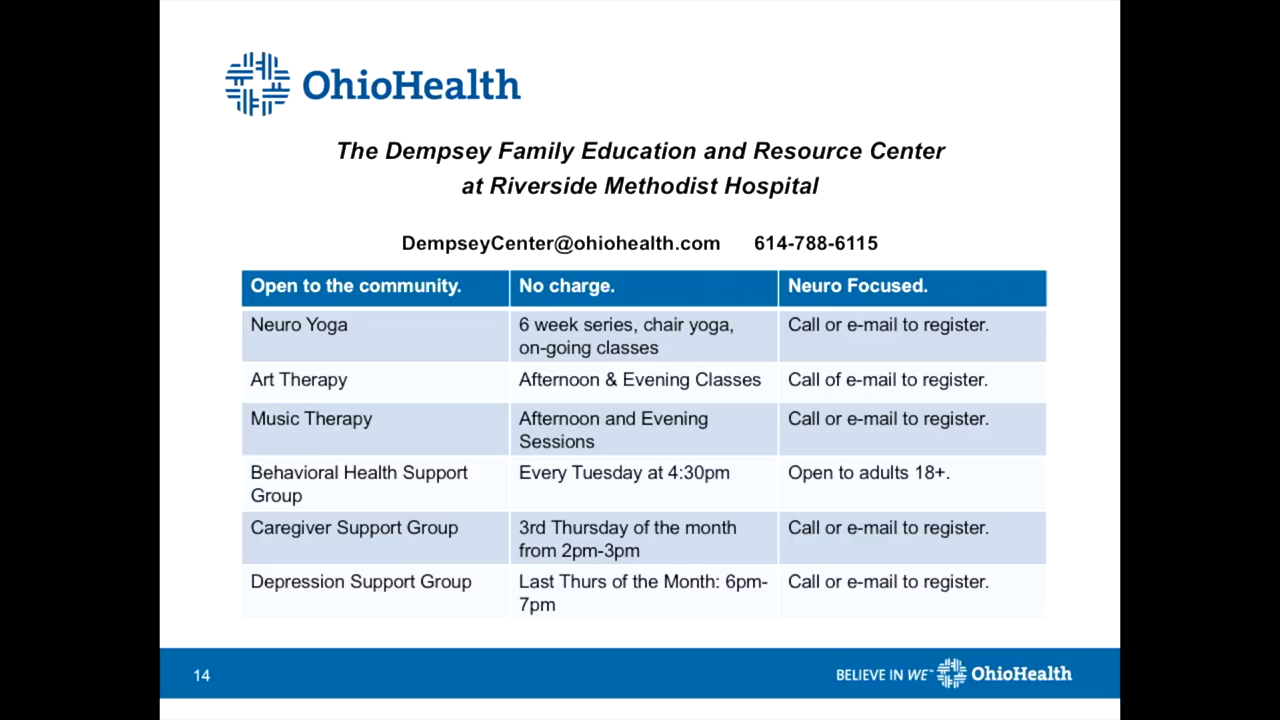 OhioHealth
The Dempsey Family Education and Resource Center
at Riverside Methodist Hospital
DempseyCenter@ohiohealth.com 614-788-6115
Open to the community. No charge. Neuro Focused.
Neuro Yoga 6 week series, chair yoga, Call or e-mail to register.
on-going classes
Art Therapy Afternoon & Evening Classes Call of e-mail to register.
Music Therapy Afternoon and Evening Call or e-mail to register.
Sessions
Behavioral Health Support Every Tuesday at 4:30pm Open to adults 18+.
Group
Caregiver Support Group 3rd Thursday of the month Call or e-mail to register.
from 2pm-3pm
Depression Support Group Last Thurs of the Month: 6pm- Call or e-mail to register.
7pm
14 BELIEVE IN WE™ OhioHealth